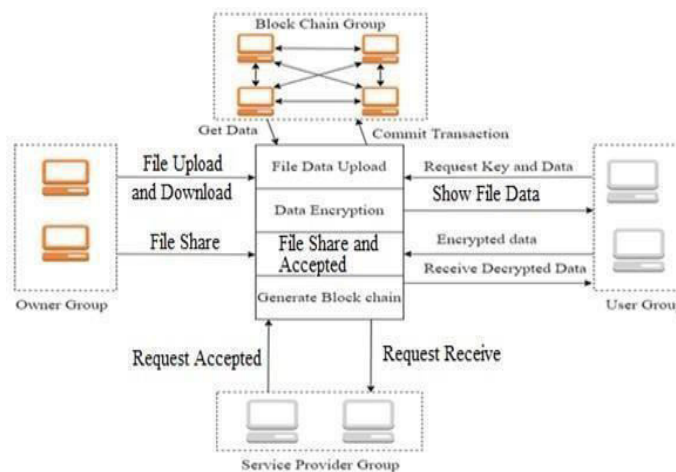 Block Chain Group
Get Data
Commit Transaction
File Upload
and Download
File Data Upload
Request Key and Data
Data Encryption
Show File Data
File Share
File Share and
Accepted
Encrypted data
Receive Decrypted Data
Generate Block chain
Owner Group
User Group
Request Accepted
Request Receive
Service Provider Group